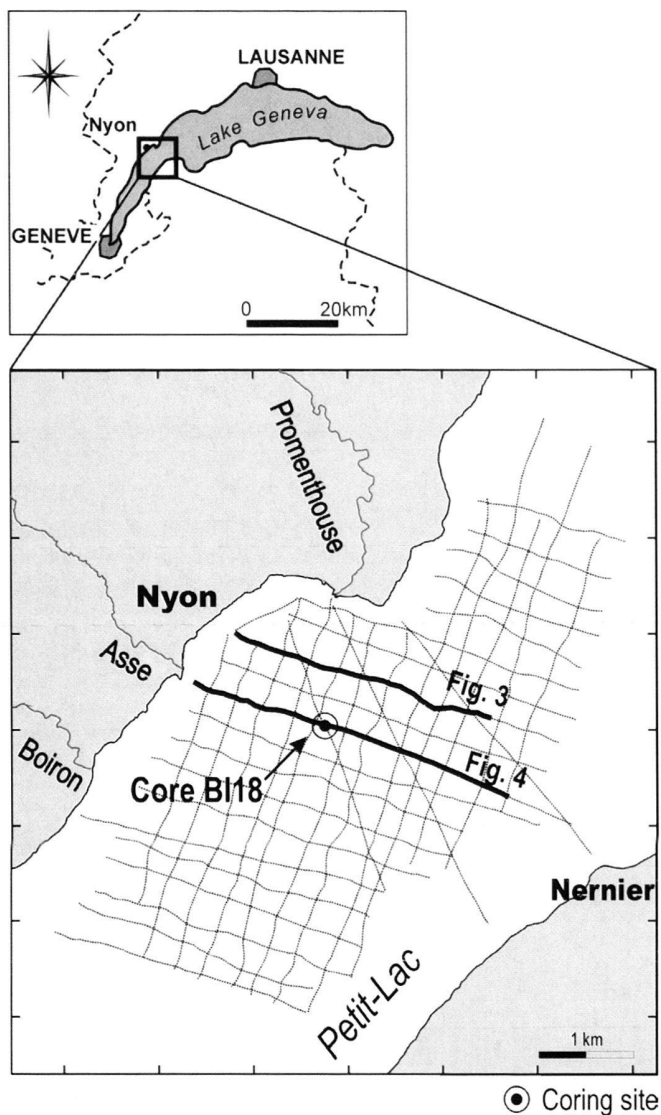 LAUSANNE
Nyon
Lake Geneva
GENEVE
0 20km
Promenthouse
Nyon
Asse
Fig. 3
Boiron
Fig. 4
Core BI18
Nernier
Petit-Lac
1 km
Coring site